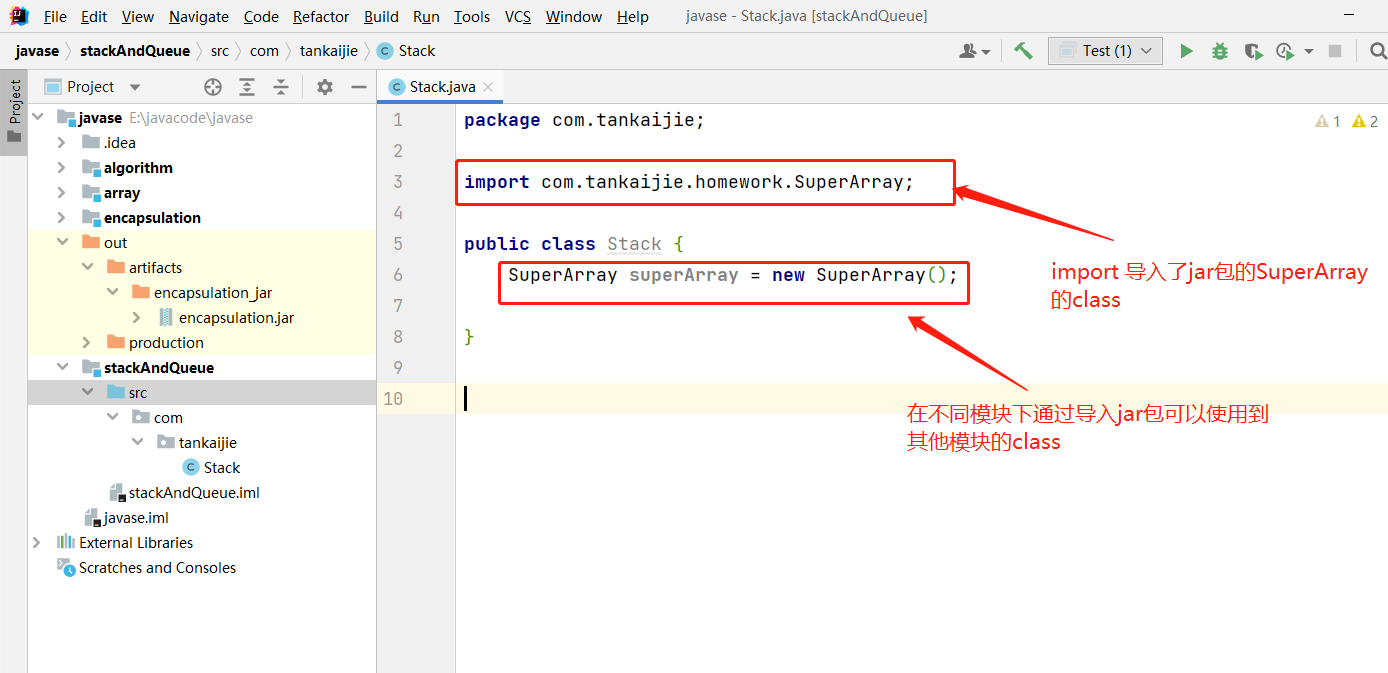 File Edit View Navigate Code Refactor Build Run Tools VCS Window Help javase - Stack.java [stackAndQueue]
javase stackAndQueue src com tankaijie Stack Test (1)
Project
Project
Stack.java
javase E:\javacode\javase
.idea
algorithm
array
encapsulation
out
artifacts
encapsulation_jar
encapsulation.jar
production
stackAndQueue
src
com
tankaijie
Stack
stackAndQueue.iml
javase.iml
External Libraries
Scratches and Consoles
1 package com.tankaijie;
1 2
2
3 import com.tankaijie.homework.SuperArray;
4
5 public class Stack {
6 SuperArray superArray = new SuperArray();
7
8 }
9
10
import 导入了jar包的SuperArray
的class
在不同模块下通过导入jar包可以使用到
其他模块的class